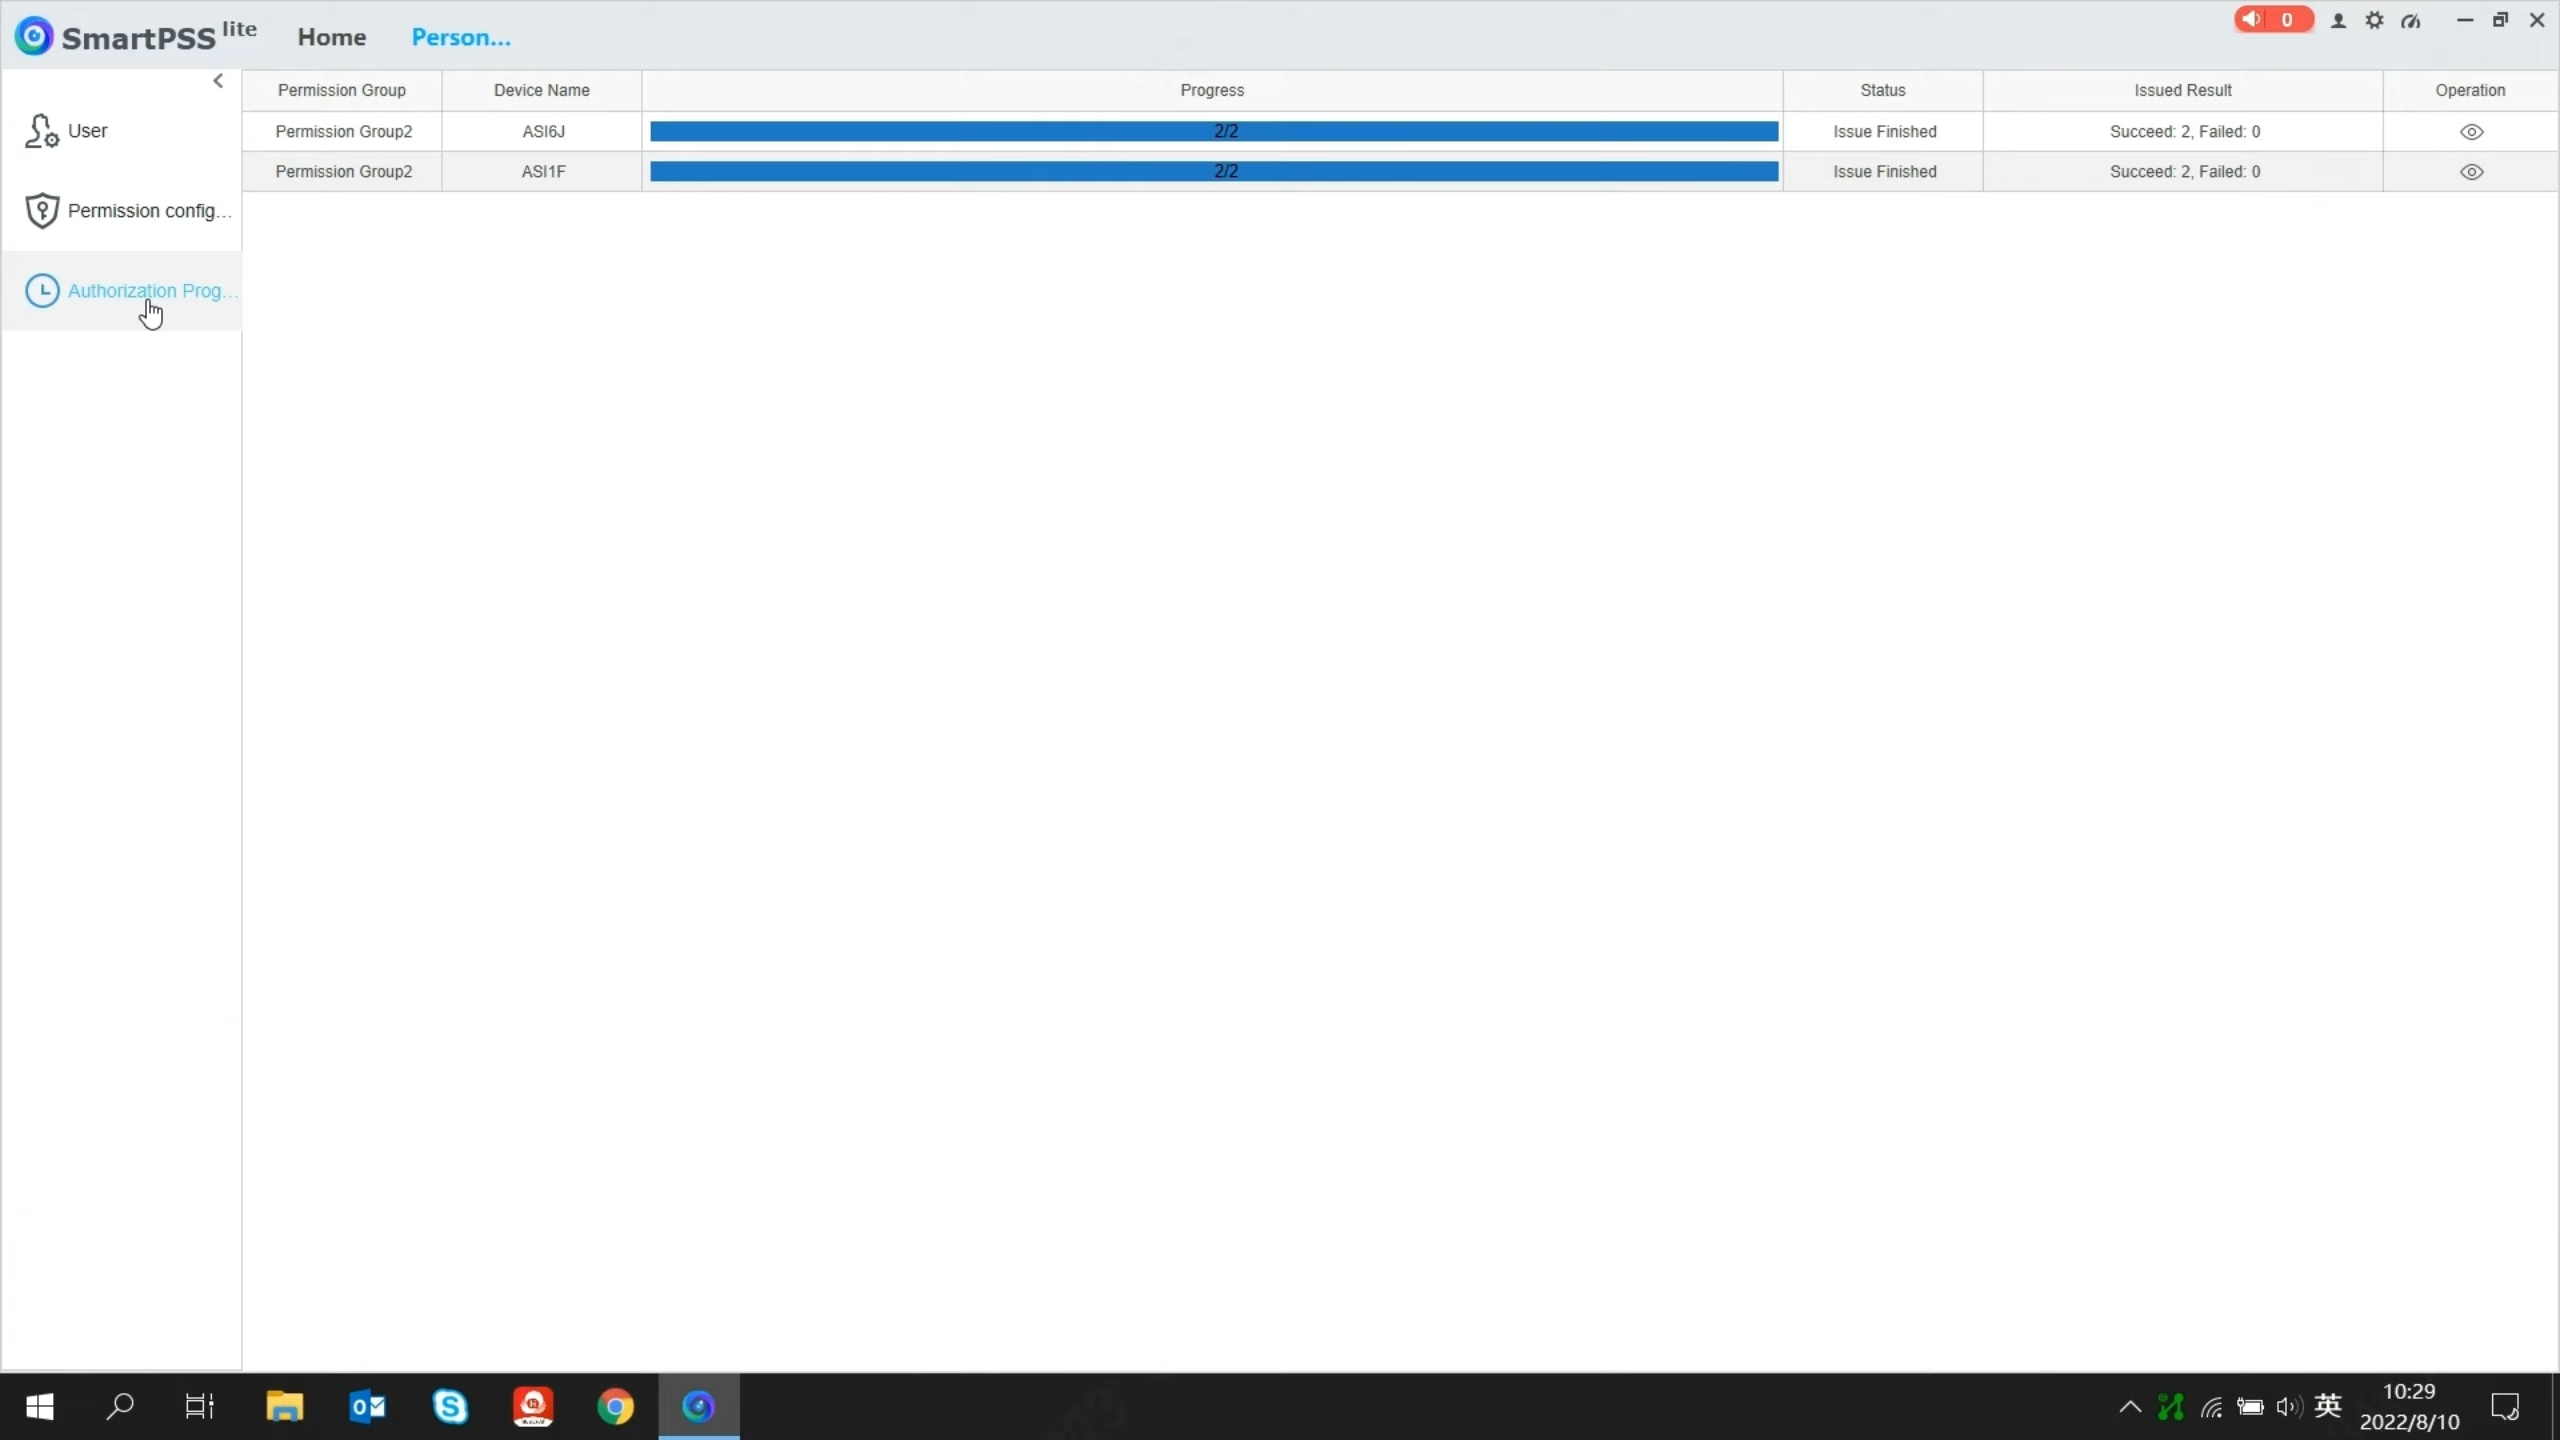 SmartPSS lite Home Person... 0
Permission Group Device Name Progress Status Issued Result Operation
User Permission Group2 ASI6J 2/2 Issue Finished Succeed: 2, Failed: 0
Permission Group2 ASI1F 2/2 Issue Finished Succeed: 2, Failed: 0
Permission config...
Authorization Prog...
英 10:29
2022/8/10